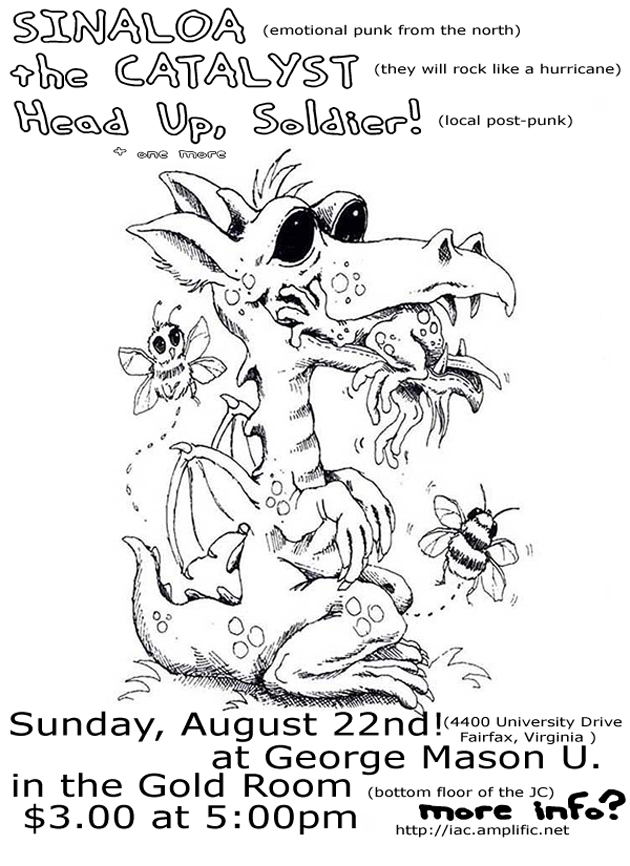 SINALOA (emotional punk from the north)
the CATALYST (they will rock like a hurricane)
Head Up, Soldier! (local post-punk)
+ one more
Sunday, August 22nd! (4400 University Drive
Fairfax, Virginia )
at George Mason U.
in the Gold Room (bottom floor of the JC)
$3.00 at 5:00pm more info?
http://iac.amplific.net